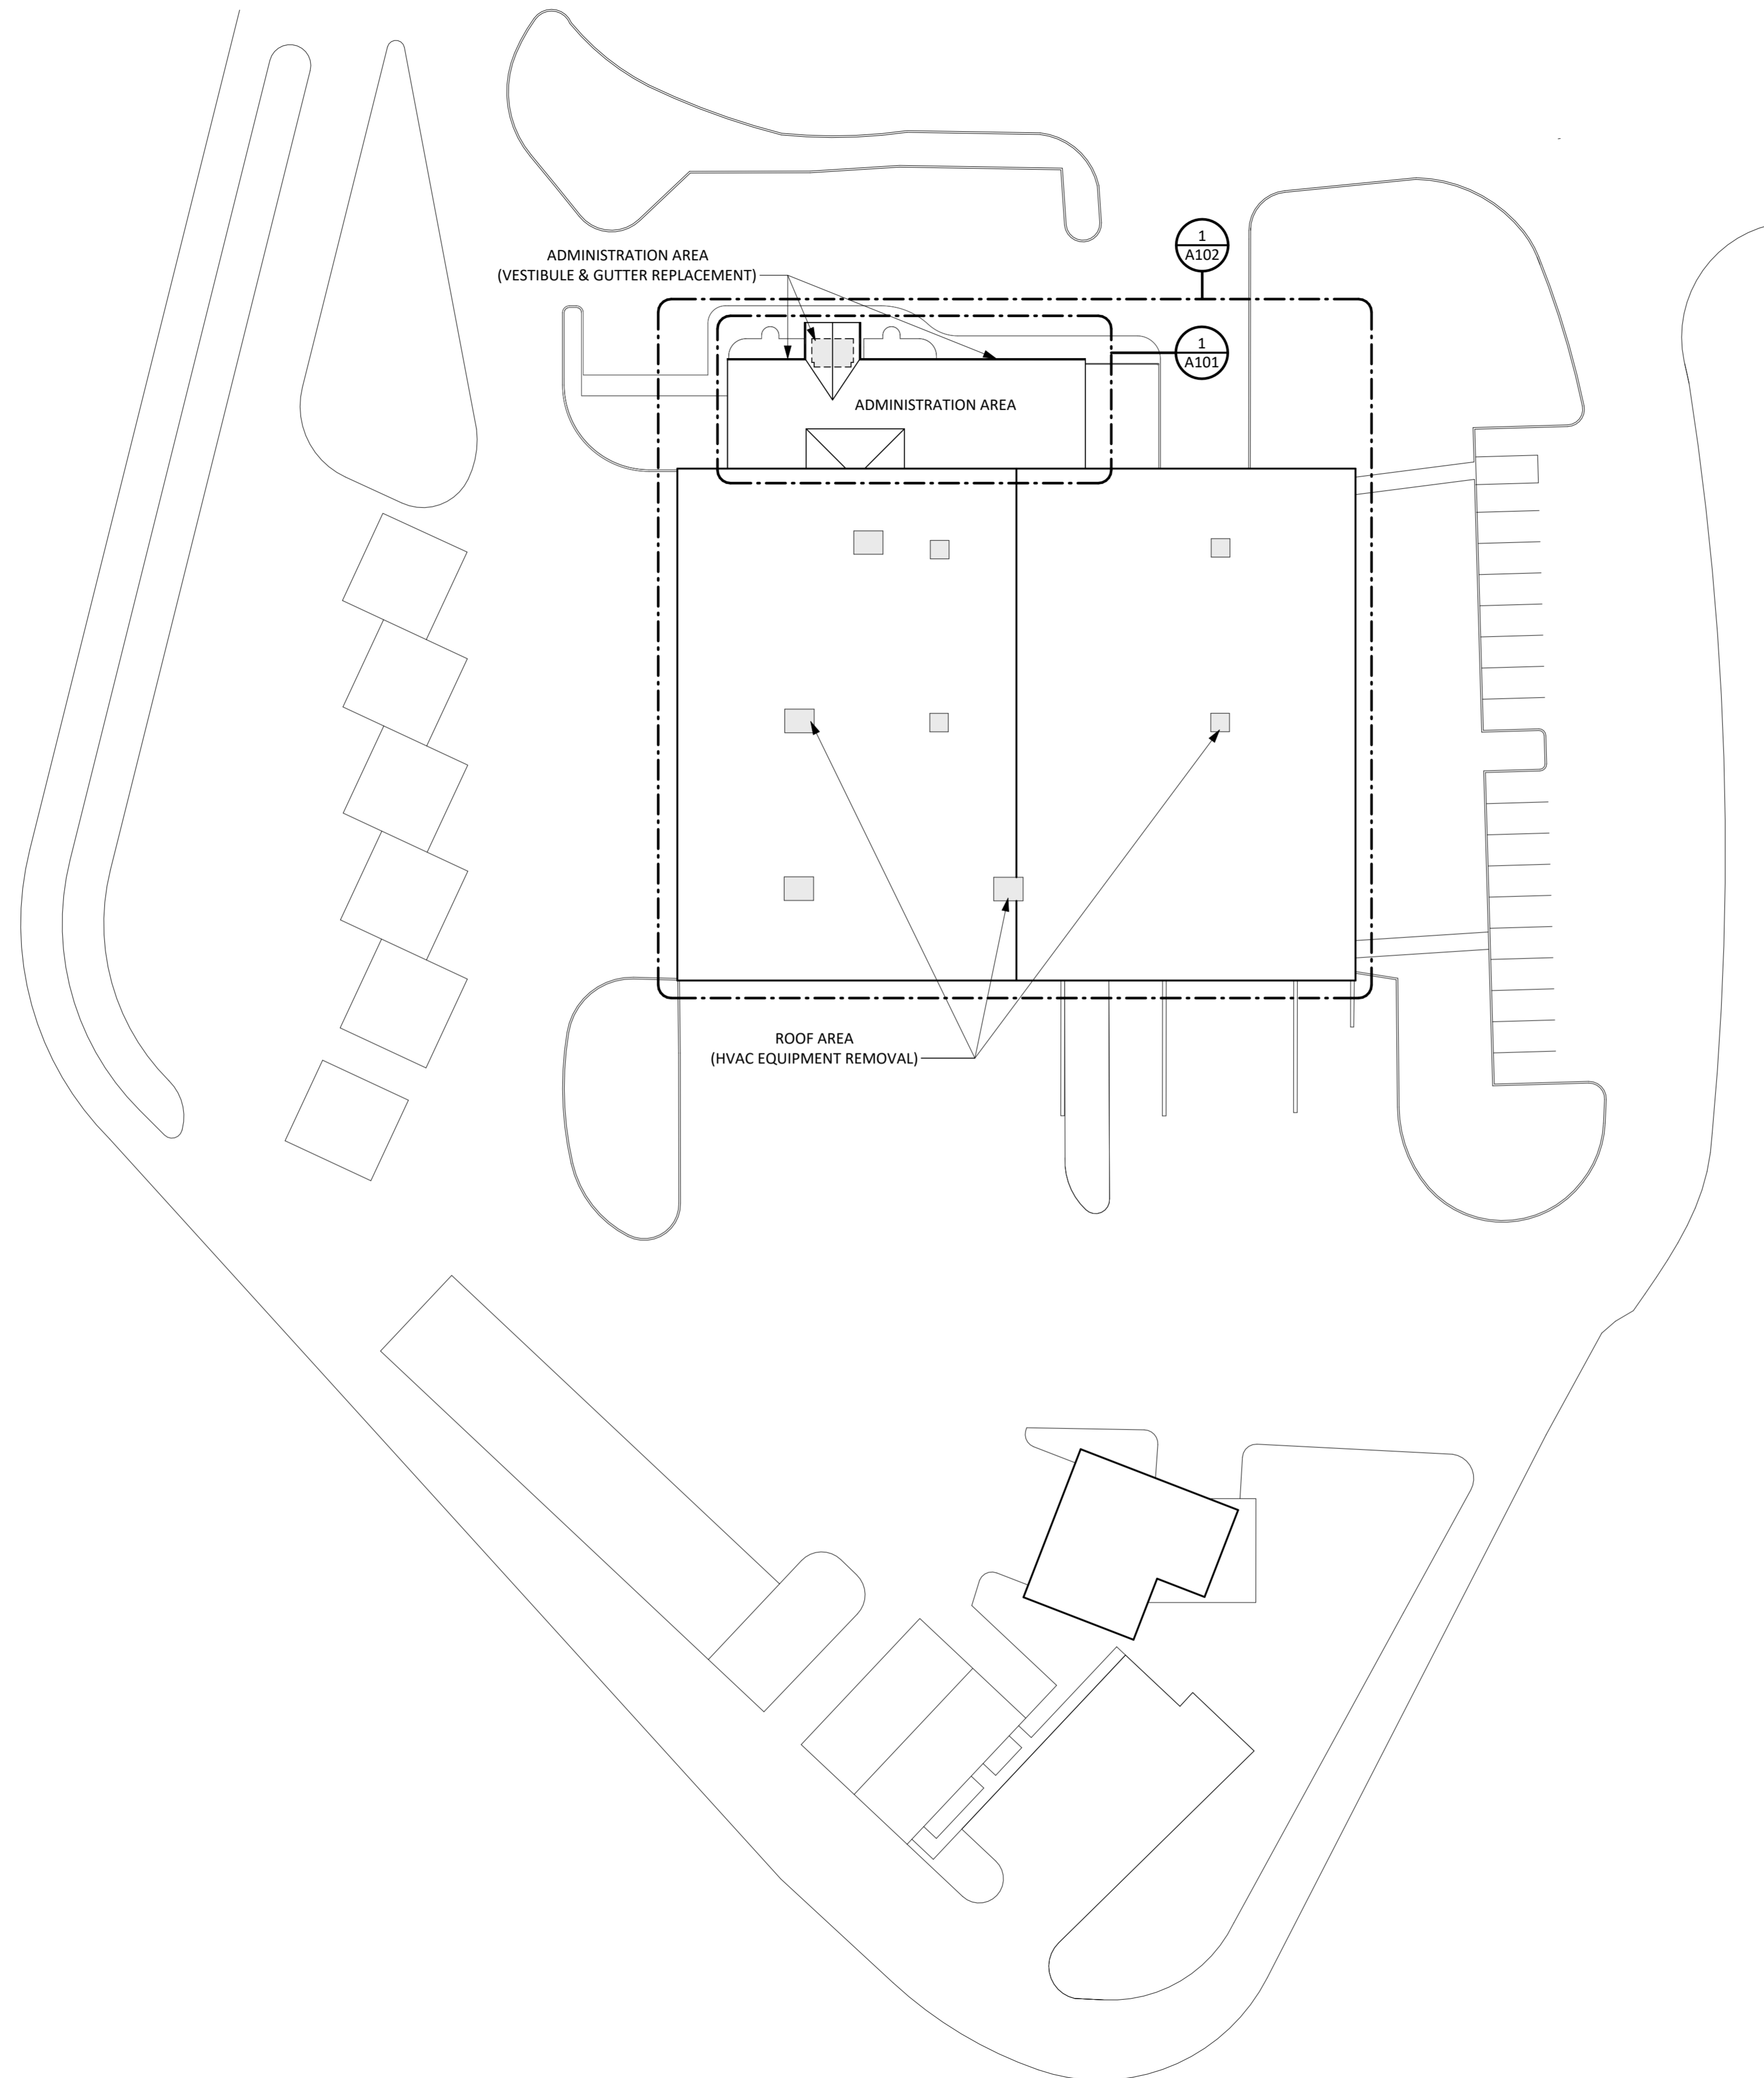 1
A102
ADMINISTRATION AREA
(VESTIBULE & GUTTER REPLACEMENT)
1
A101
ADMINISTRATION AREA
ROOF AREA
(HVAC EQUIPMENT REMOVAL)